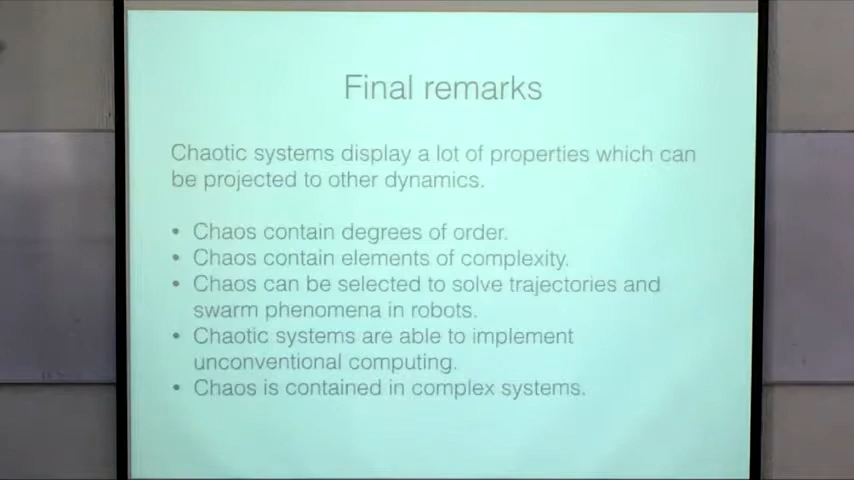 Final remarks
Chaotic systems display a lot of properties which can
be projected to other dynamics.
• Chaos contain degrees of order.
• Chaos contain elements of complexity.
• Chaos can be selected to solve trajectories and
swarm phenomena in robots.
• Chaotic systems are able to implement
unconventional computing.
• Chaos is contained in complex systems.